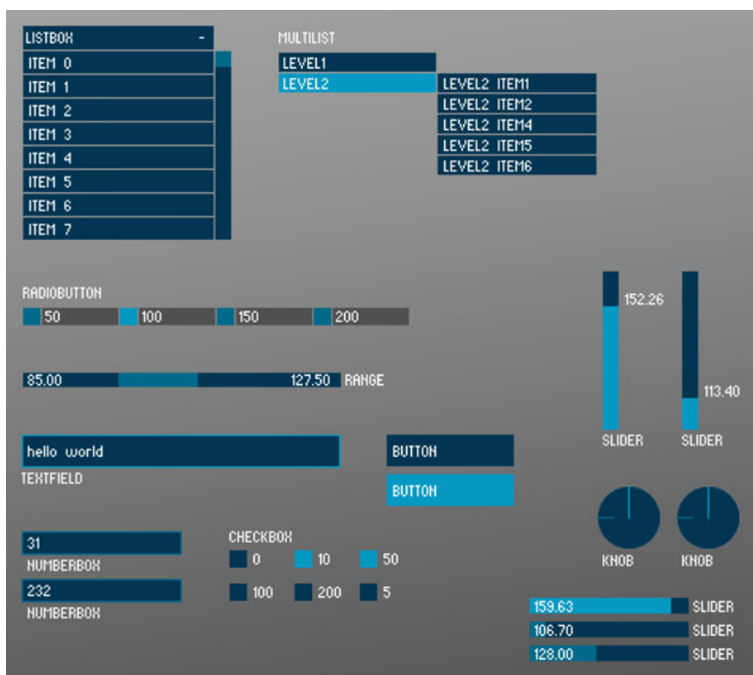 LISTBOX -
ITEM 0
ITEM 1
ITEM 2
ITEM 3
ITEM 4
ITEM 5
ITEM 6
ITEM 7
MULTILIST
LEVEL1
LEVEL2
LEVEL2 ITEM1
LEVEL2 ITEM2
LEVEL2 ITEM4
LEVEL2 ITEM5
LEVEL2 ITEM6
RADIOBUTTON
50 100 150 200
85.00 127.50 RANGE
hello world
TEXTFIELD
BUTTON
BUTTON
152.26
SLIDER
113.40
SLIDER
KNOB KNOB
31
NUMBERBOX
232
NUMBERBOX
CHECKBOX
0 10 50
100 200 5
159.63 SLIDER
106.70 SLIDER
128.00 SLIDER